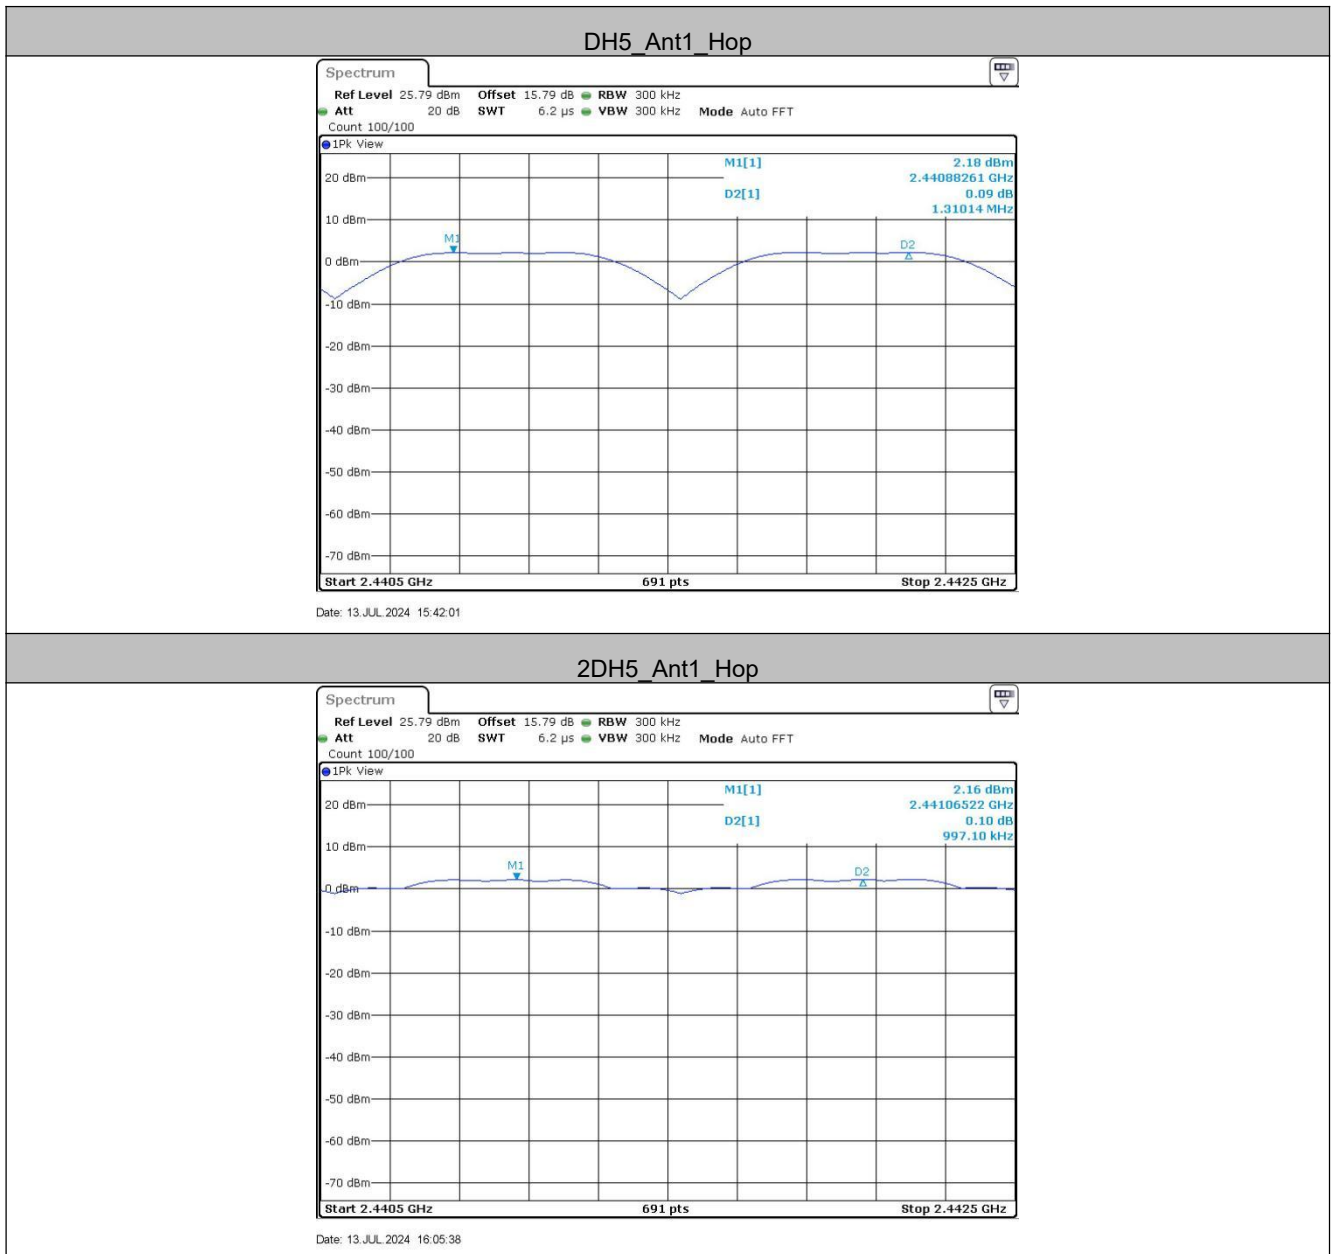 DH5_Ant1_Hop
Spectrum
Ref Level 25.79 dBm Offset 15.79 dB RBW 300 kHz
Att 20 dB SWT 6.2 µs VBW 300 kHz Mode Auto FFT
Count 100/100
1Pk View
M1[1] 2.18 dBm
20 dBm 2.44088261 GHz
D2[1] 0.09 dB
1.31014 MHz
10 dBm
M1
D2
0 dBm
-10 dBm
-20 dBm
-30 dBm
-40 dBm
-50 dBm
-60 dBm
-70 dBm
Start 2.4405 GHz 691 pts Stop 2.4425 GHz
Date: 13.JUL.2024 15:42:01
2DH5_Ant1_Hop
Spectrum
Ref Level 25.79 dBm Offset 15.79 dB RBW 300 kHz
Att 20 dB SWT 6.2 µs VBW 300 kHz Mode Auto FFT
Count 100/100
1Pk View
M1[1] 2.16 dBm
20 dBm 2.44106522 GHz
D2[1] 0.10 dB
997.10 kHz
10 dBm
M1
D2
0 dBm
-10 dBm
-20 dBm
-30 dBm
-40 dBm
-50 dBm
-60 dBm
-70 dBm
Start 2.4405 GHz 691 pts Stop 2.4425 GHz
Date: 13.JUL.2024 16:05:38